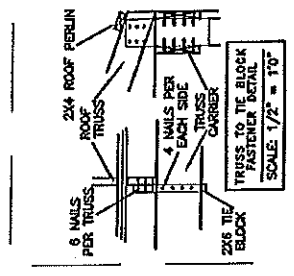 2X4 ROOF PERLIN
ROOF
TRUSS
6 NAILS
PER TRUSS
4 NAILS PER
EACH SIDE
TRUSS
CARRIER
2X6 TIE
BLOCK
TRUSS TO TIE BLOCK
FASTENER DETAIL
SCALE: 1/2" = 1'0"